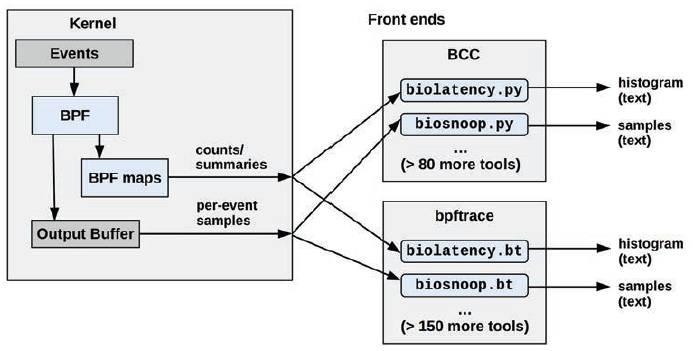 Kernel
Events
BPF
BPF maps
Output Buffer
counts/
summaries
per-event
samples
Front ends
BCC
biolatency.py
biosnoop.py
...
(> 80 more tools)
histogram
(text)
samples
(text)
bpftrace
biolatency.bt
biosnoop.bt
...
(> 150 more tools)
histogram
(text)
samples
(text)